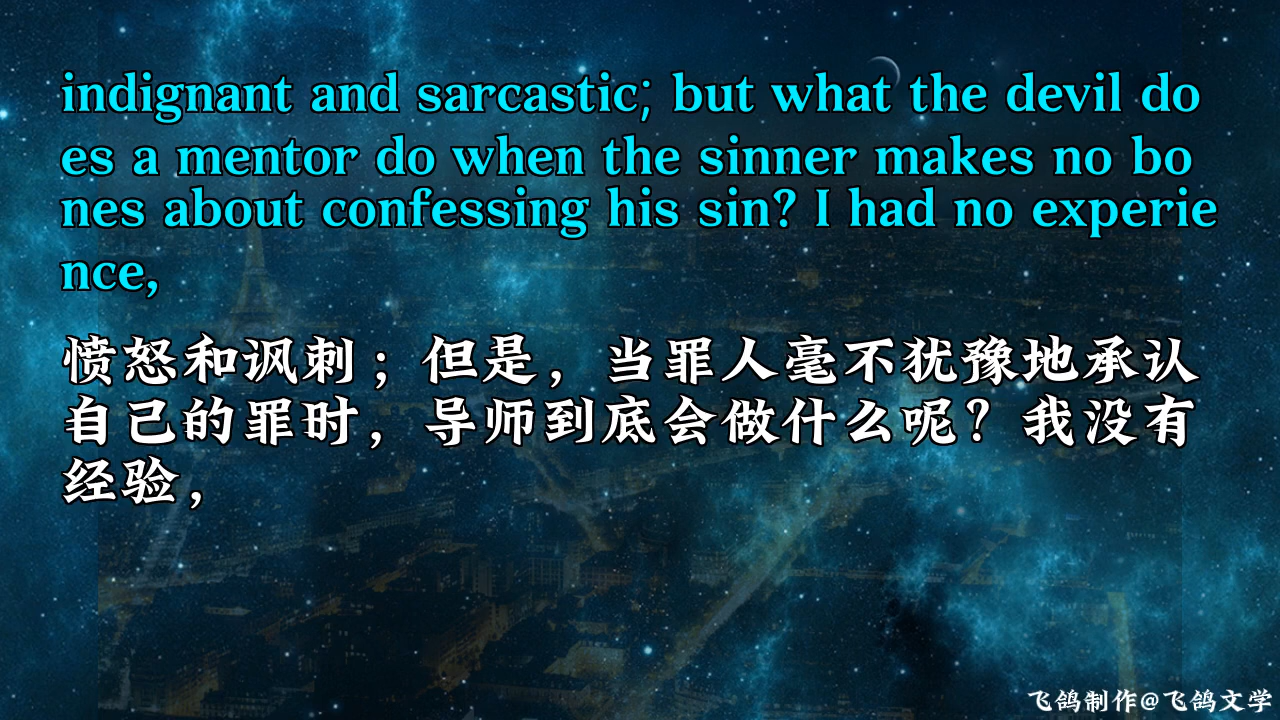 indignant and sarcastic; but what the devil do
es a mentor do when the sinner makes no bo
nes about confessing his sin? I had no experie
nce,
愤怒和讽刺；但是，当罪人毫不犹豫地承认
自己的罪时，导师到底会做什么呢？我没有
经验，
飞鸽制作@飞鸽文学